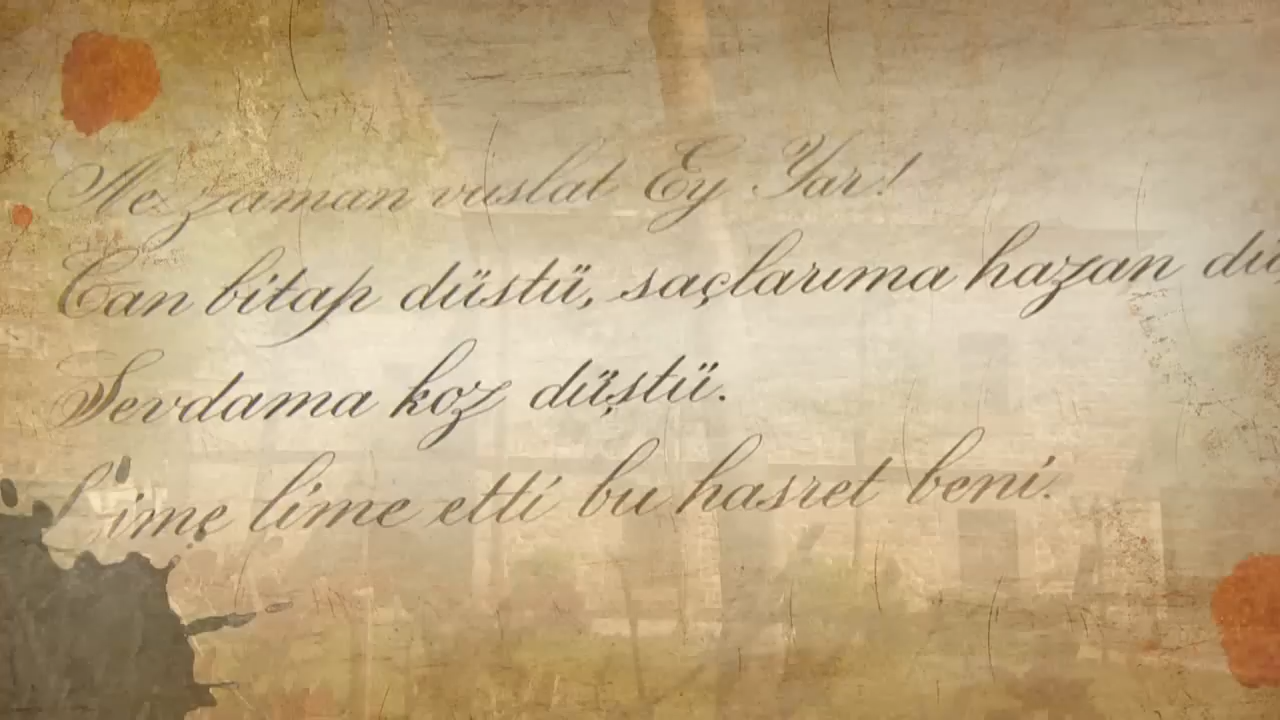 Ne zaman vuslat Ey Yar!
Can bitap düştü, saçlarıma hazan
Sevdama koz düştü.
Lime lime etti bu hasret beni.